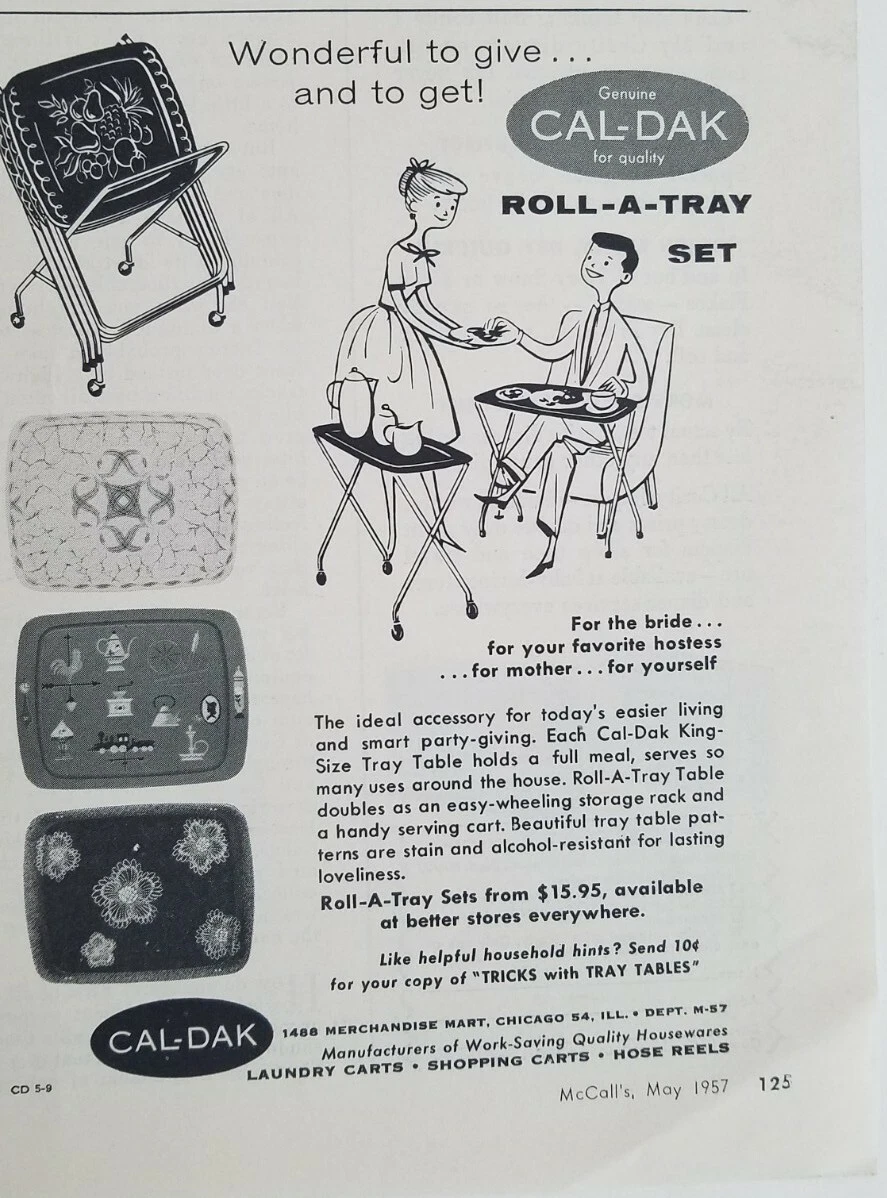 Wonderful to give...
and to get!
Genuine
CAL-DAK
for quality
ROLL-A-TRAY
SET
For the bride...
for your favorite hostess
...for mother...for yourself
The ideal accessory for today's easier living
and smart party-giving. Each Cal-Dak King-
Size Tray Table holds a full meal, serves so
many uses around the house. Roll-A-Tray Table
doubles as an easy-wheeling storage rack and
a handy serving cart. Beautiful tray table pat-
terns are stain and alcohol-resistant for lasting
loveliness.
Roll-A-Tray Sets from $15.95, available
at better stores everywhere.
Like helpful household hints? Send 10¢
for your copy of "TRICKS with TRAY TABLES"
CAL-DAK
1488 MERCHANDISE MART, CHICAGO 54, ILL. • DEPT. M-57
Manufacturers of Work-Saving Quality Housewares
LAUNDRY CARTS • SHOPPING CARTS • HOSE REELS
CD 5-9
McCall's, May 1957 125